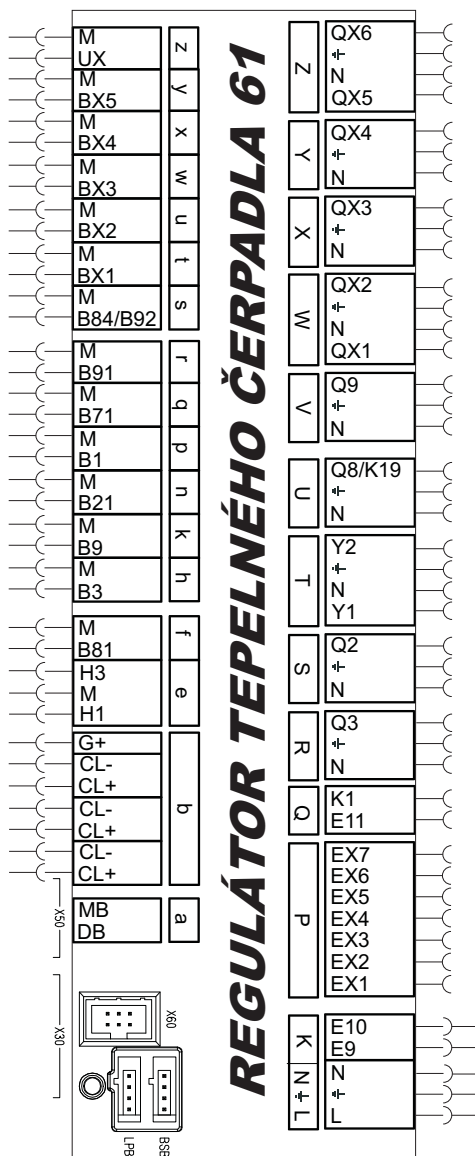 M
UX
z
M
BX5
y
M
BX4
x
M
BX3
w
M
BX2
u
M
BX1
t
M
B84/B92
s
M
B91
r
M
B71
q
M
B1
p
M
B21
n
M
B9
k
M
B3
h
M
B81
f
H3
M
H1
e
G+
CL-
CL+
CL-
CL+
CL-
CL+
b
MB
DB
a
X50
X30
X60
LPB
BSB
REGULÁTOR TEPELNÉHO ČERPADLA 61
Z
QX6
N
QX5
Y
QX4
N
X
QX3
N
W
QX2
N
QX1
V
Q9
N
U
Q8/K19
N
T
Y2
N
Y1
S
Q2
N
R
Q3
N
Q
K1
E11
P
EX7
EX6
EX5
EX4
EX3
EX2
EX1
K
E10
E9
N
L
N
L